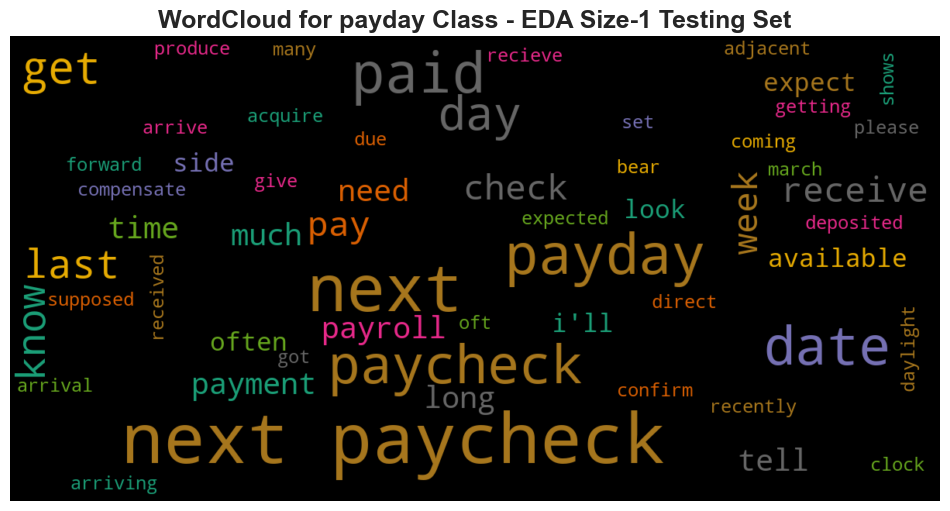 WordCloud for payday Class - EDA Size-1 Testing Set
produce many paid recieve adjacent
get expect shows
acquire day getting
arrive due set coming please
forward side bear march
compensate give need check week receive
time much pay expected look deposited
last next payday available
supposed received direct
know payroll oft i'll date daylight
often got paycheck
arrival payment long confirm recently
next paycheck tell clock
arriving